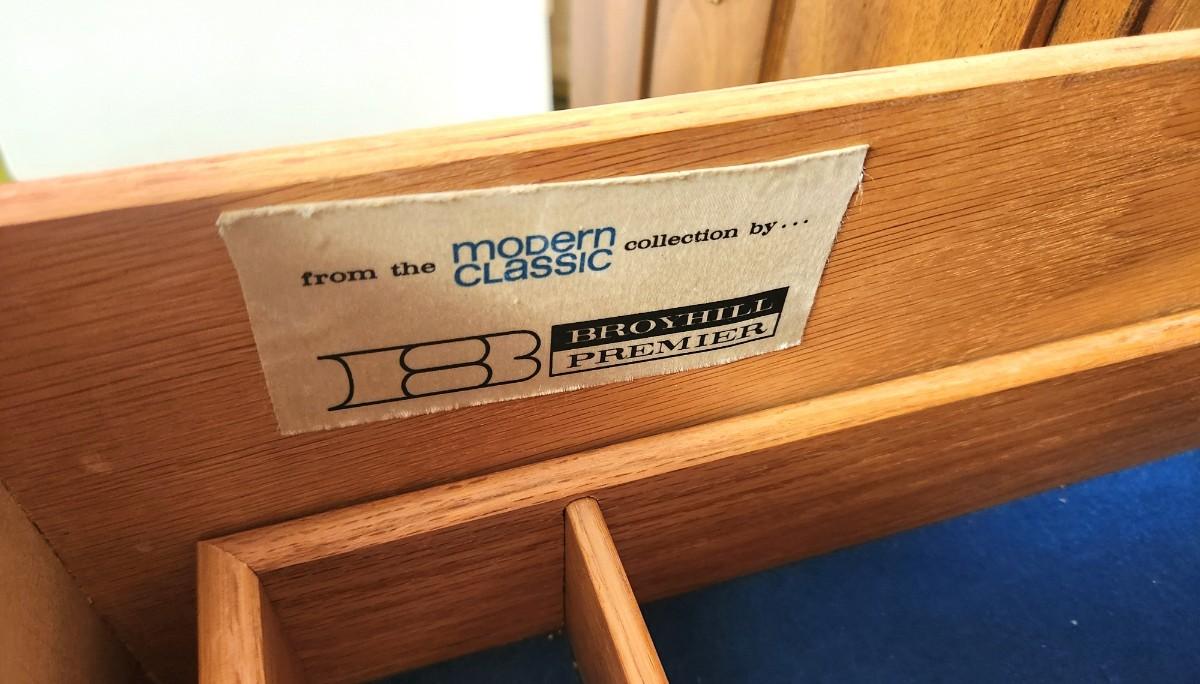 from the moDern CLassic collection by...
B BROYHILL
PREMIER